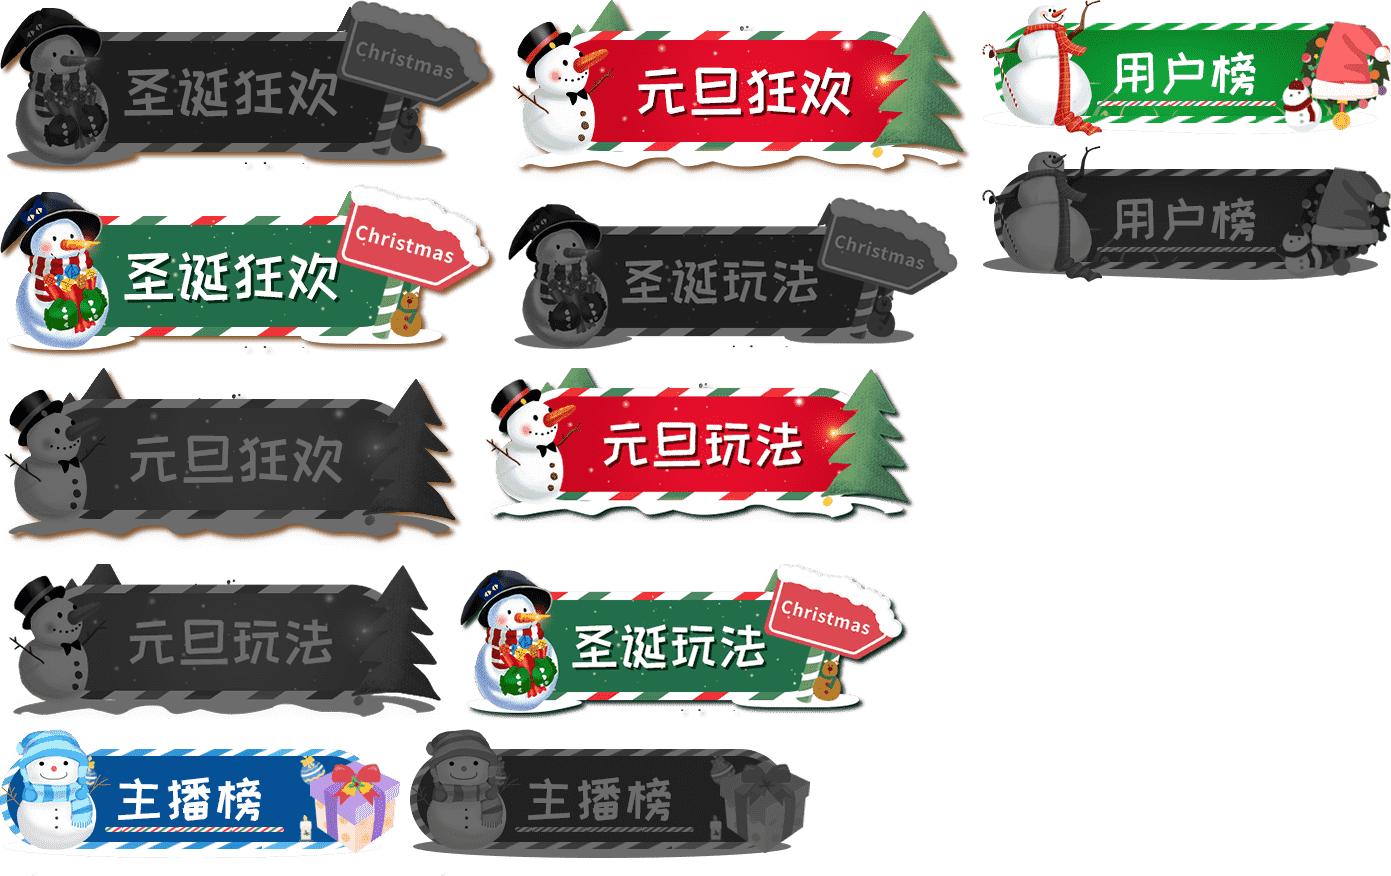 圣诞狂欢
Christmas
元旦狂欢
用户榜
用户榜
圣诞狂欢
Christmas
圣诞玩法
Christmas
元旦狂欢
元旦玩法
元旦玩法
圣诞玩法
Christmas
主播榜
主播榜